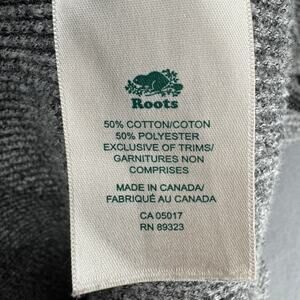 Roots
50% COTTON/COTON
50% POLYESTER
EXCLUSIVE OF TRIMS/
GARNITURES NON
COMPRISES
MADE IN CANADA/
FABRIQUÉ AU CANADA
CA 05017
RN 89323